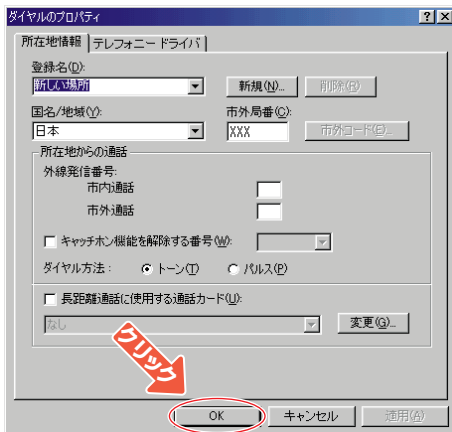 ダイヤルのプロパティ
所在地情報 テレフォニー ドライバ
登録名(D):
新しい場所 新規(N)... 削除(R)
国名/地域(Y): 市外局番(C):
日本 XXX 市外コード(E)...
所在地からの通話
外線発信番号:
市内通話
市外通話
キャッチホン機能を解除する番号(W):
ダイヤル方法: トーン(T) パルス(P)
長距離通話に使用する通話カード(U):
なし 変更(G)...
クリック
OK キャンセル 適用(A)